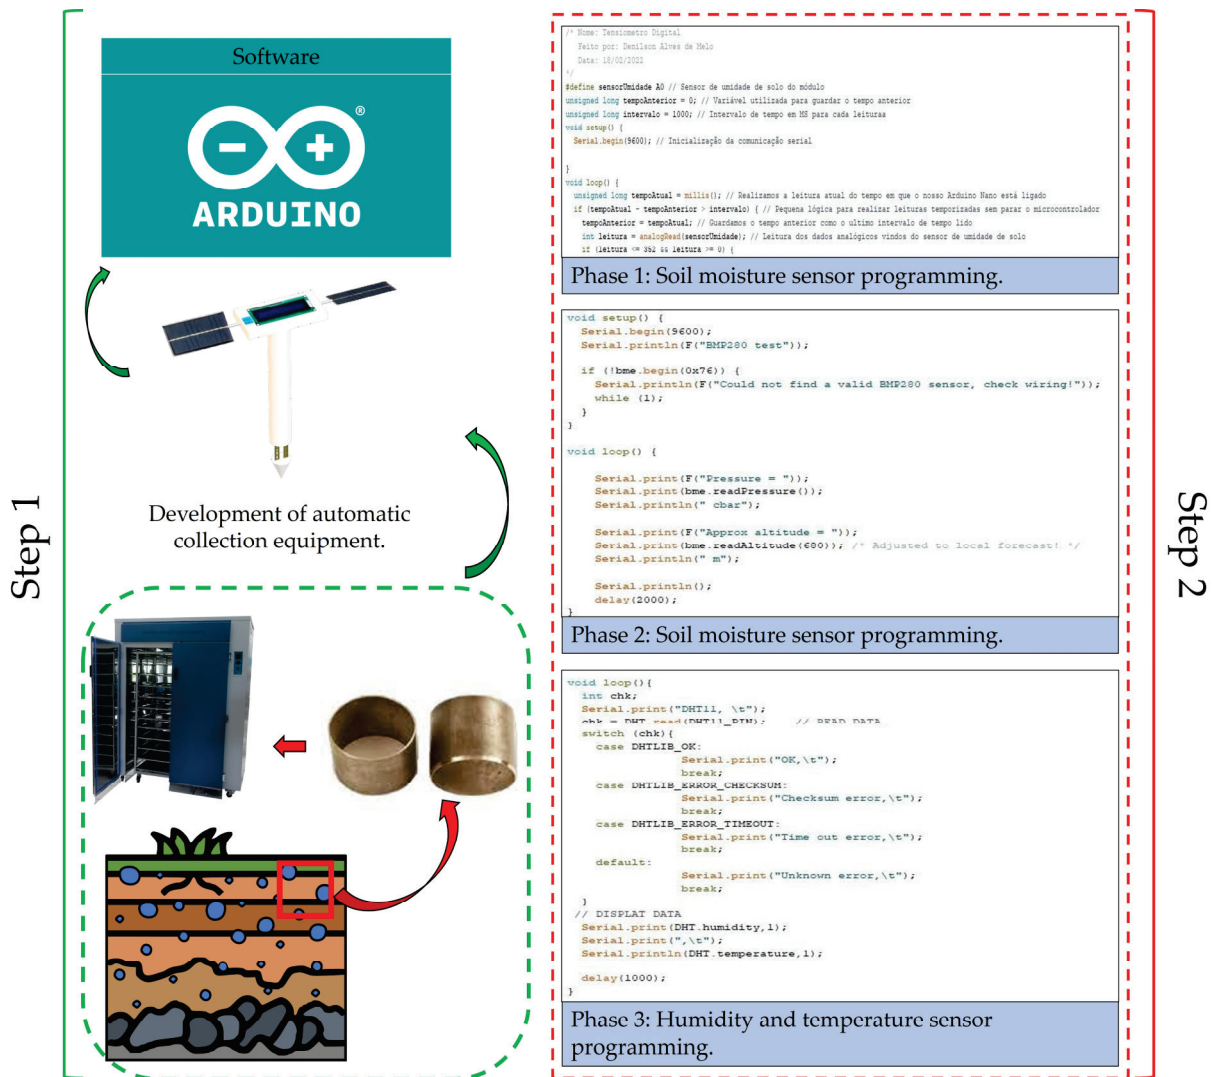 Step 1
Software
®
ARDUINO
Development of automatic
collection equipment.
/* Nome: Tensiometro Digital
Feito por: Denilson Alves de Melo
Data: 18/02/2022
*/
#define sensorUmidade A0 // Sensor de umidade de solo do módulo
unsigned long tempoAnterior = 0; // Variável utilizada para guardar o tempo anterior
unsigned long intervalo = 1000; // Intervalo de tempo em MS para cada leituraa
void setup() {
Serial.begin(9600); // Inicialização da comunicação serial
}
void loop() {
unsigned long tempoAtual = millis(); // Realizamos a leitura atual do tempo em que o nosso Arduino Nano está ligado
if (tempoAtual - tempoAnterior > intervalo) { // Pequena lógica para realizar leituras temporizadas sem parar o microcontrolador
tempoAnterior = tempoAtual; // Guardamos o tempo anterior como o ultimo intervalo de tempo lido
int leitura = analogRead(sensorUmidade); // Leitura dos dados analógicos vindos do sensor de umidade de solo
if (leitura <= 352 && leitura >= 0) {
Phase 1: Soil moisture sensor programming.
void setup() {
Serial.begin(9600);
Serial.println(F("BMP280 test"));
if (!bme.begin(0x76)) {
Serial.println(F("Could not find a valid BMP280 sensor, check wiring!"));
while (1);
}
}
void loop() {
Serial.print(F("Pressure = "));
Serial.print(bme.readPressure());
Serial.println(" cbar");
Serial.print(F("Approx altitude = "));
Serial.print(bme.readAltitude(680)); /* Adjusted to local forecast! */
Serial.println(" m");
Serial.println();
delay(2000);
}
Phase 2: Soil moisture sensor programming.
void loop(){
int chk;
Serial.print("DHT11, \t");
chk = DHT.read(DHT11_PIN); // READ DATA
switch (chk){
case DHTLIB_OK:
Serial.print("OK,\t");
break;
case DHTLIB_ERROR_CHECKSUM:
Serial.print("Checksum error,\t");
break;
case DHTLIB_ERROR_TIMEOUT:
Serial.print("Time out error,\t");
break;
default:
Serial.print("Unknown error,\t");
break;
}
// DISPLAT DATA
Serial.print(DHT.humidity,1);
Serial.print(",\t");
Serial.println(DHT.temperature,1);
delay(1000);
}
Phase 3: Humidity and temperature sensor
programming.
Step 2